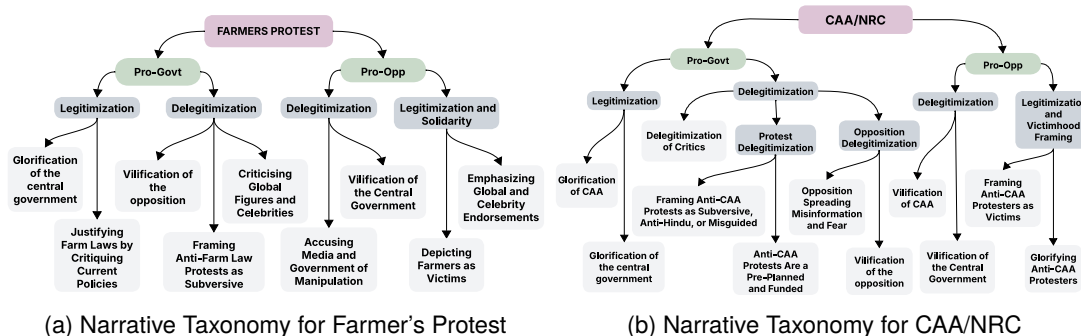 FARMERS PROTEST
Pro-Govt
Pro-Opp
Legitimization
Delegitimization
Delegitimization
Legitimization and
Solidarity
Glorification
of the central
government
Vilification of
the
opposition
Criticising
Global
Figures and
Celebrities
Vilification
of the Central
Government
Emphasizing
Global and
Celebrity
Endorsements
Justifying
Farm Laws by
Critiquing
Current
Policies
Framing
Anti-Farm Law
Protests as
Subversive
Accusing
Media and
Government of
Manipulation
Depicting
Farmers as
Victims
(a) Narrative Taxonomy for Farmer's Protest
CAA/NRC
Pro-Govt
Pro-Opp
Legitimization
Delegitimization
Delegitimization
Legitimization
and
Victimhood
Framing
Delegitimization
of Critics
Protest
Delegitimization
Opposition
Delegitimization
Glorification
of CAA
Framing Anti-CAA
Protests as Subversive,
Anti-Hindu, or Misguided
Opposition
Spreading
Misinformation
and Fear
Vilification
of CAA
Framing
Anti-CAA
Protesters as
Victims
Glorification of
the central
government
Anti-CAA
Protests Are a
Pre-Planned
and Funded
Vilification
of the
opposition
Vilification of
the Central
Government
Glorifying
Anti-CAA
Protesters
(b) Narrative Taxonomy for CAA/NRC